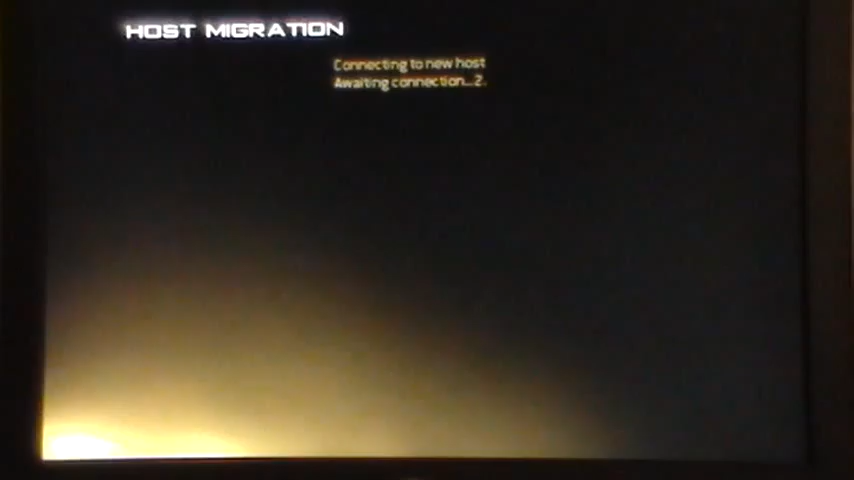 HOST MIGRATION
Connecting to new host
Awaiting connection...2.